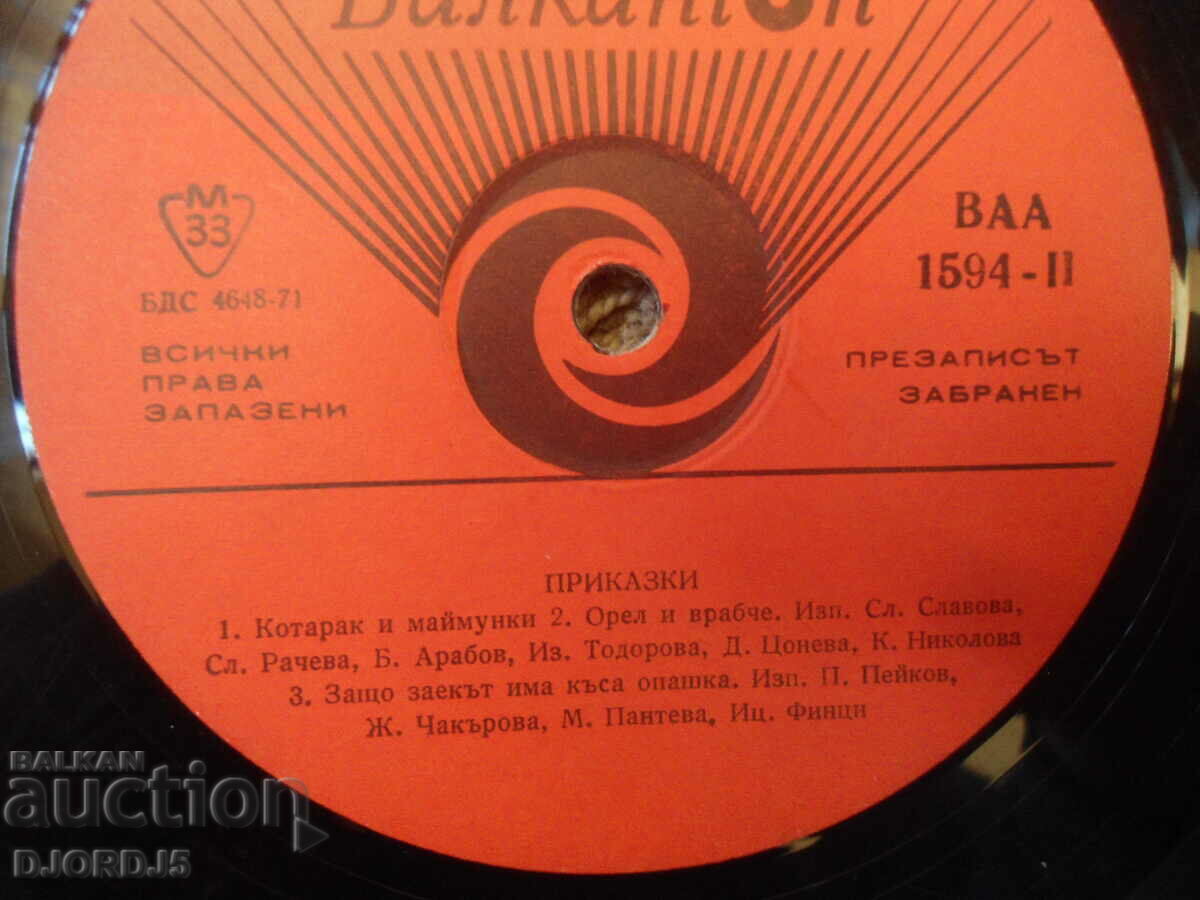 Балкантон
М
33
БДС 4648-71
ВСИЧКИ
ПРАВА
ЗАПАЗЕНИ
ВАА
1594-II
ПРЕЗАПИСЪТ
ЗАБРАНЕН
ПРИКАЗКИ
1. Котарак и маймунки 2. Орел и врабче. Изп. Сл. Славова,
Сл. Рачева, Б. Арабов, Из. Тодорова, Д. Цонева, К. Николова
3. Защо заекът има къса опашка. Изп. П. Пейков,
Ж. Чакърова, М. Пантева, Иц. Финци
BALKAN
auction
DJORDJ5